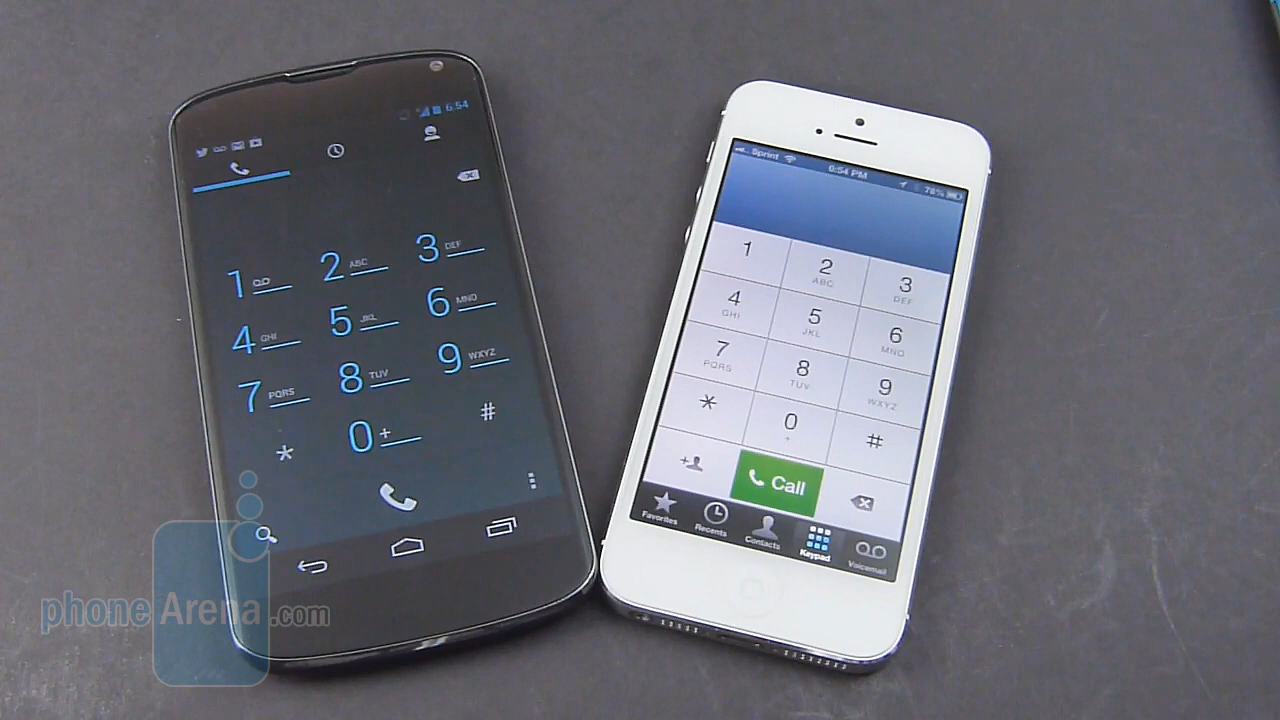 6:54
1
2 ABC
3 DEF
4 GHI
5 JKL
6 MNO
7 PQRS
8 TUV
9 WXYZ
*
0 +
#
phoneArena.com
Sprint 6:54 PM 78%
1
2
ABC
3
DEF
4
GHI
5
JKL
6
MNO
7
PQRS
8
TUV
9
WXYZ
*
0
+
#
Call
Favorites
Recents
Contacts
Keypad
Voicemail